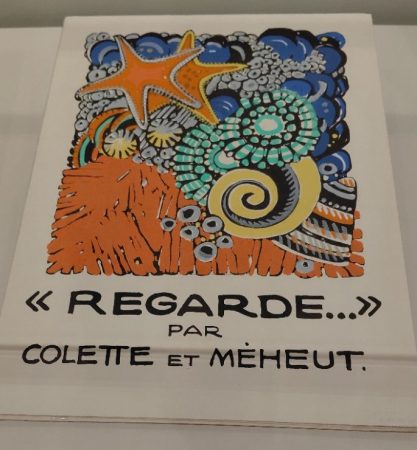 « REGARDE...»
PAR
COLETTE ET MÉHEUT.